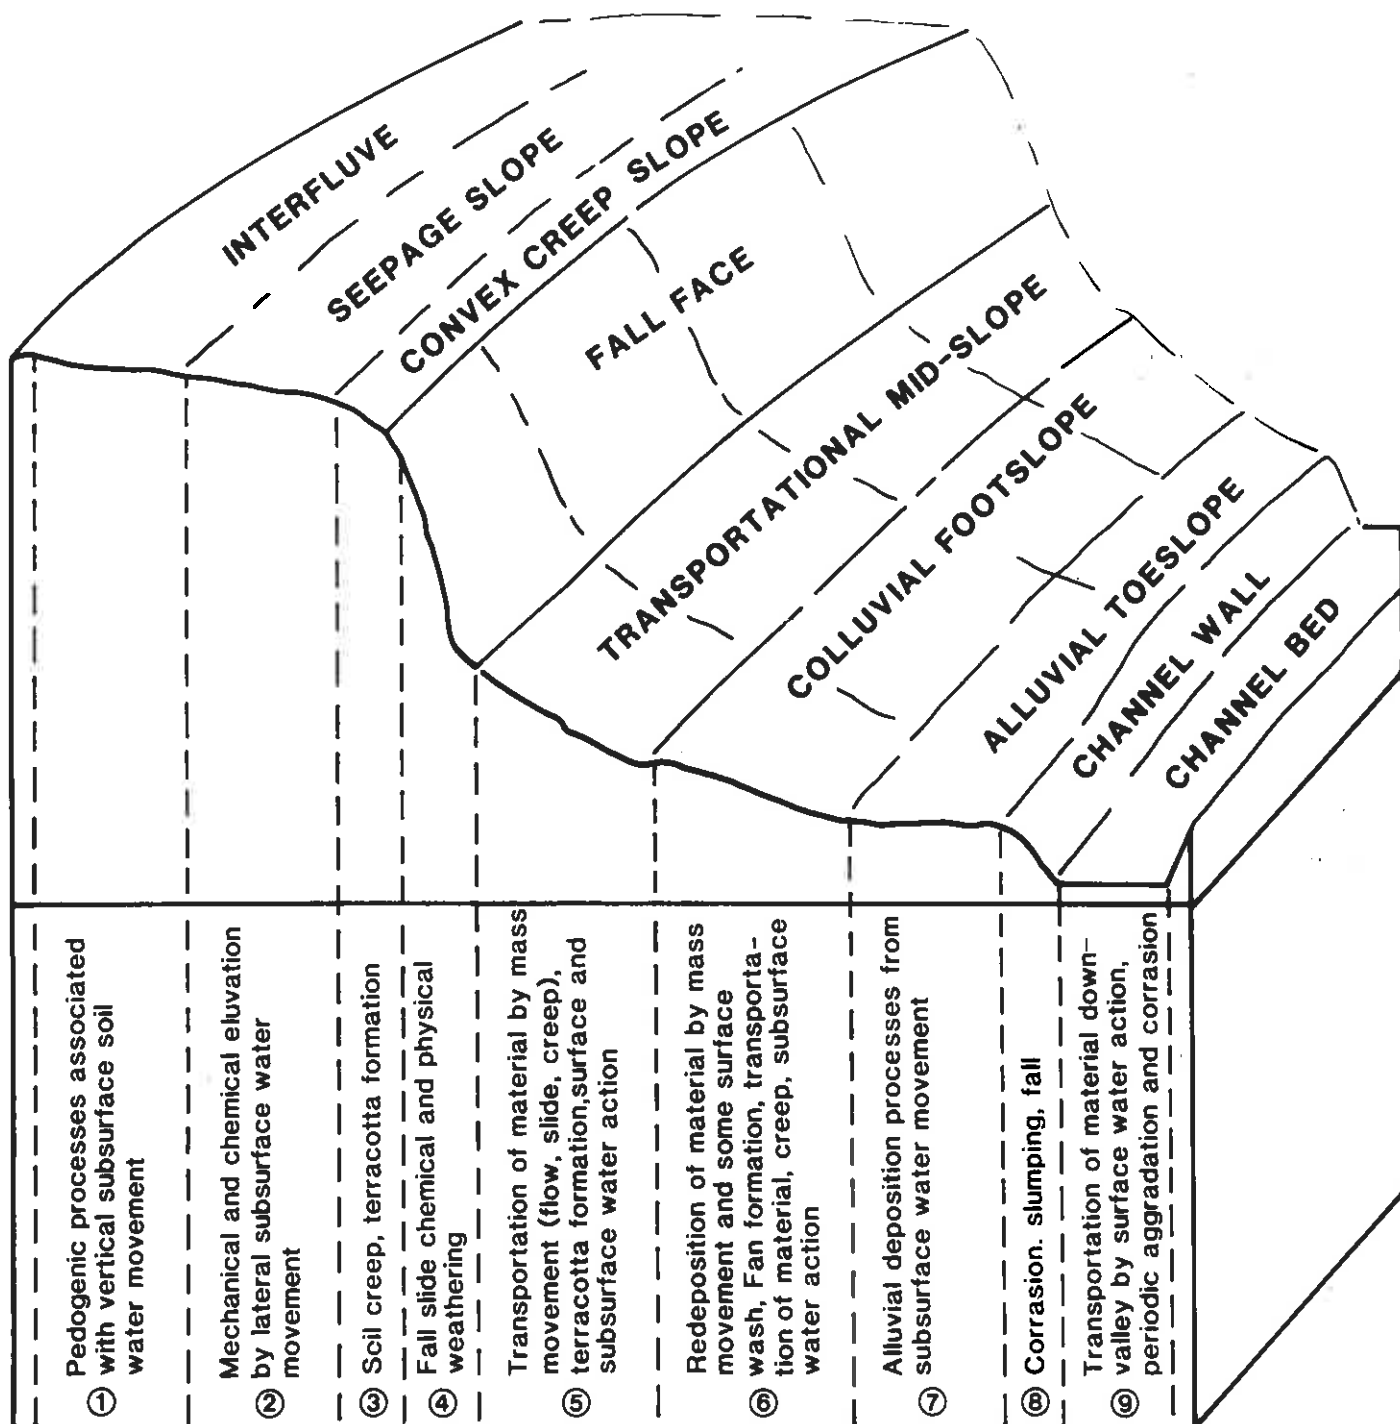 INTERFLUVE
SEEPAGE SLOPE
CONVEX CREEP SLOPE
FALL FACE
TRANSPORTATIONAL MID-SLOPE
COLLUVIAL FOOTSLOPE
ALLUVIAL TOESLOPE
CHANNEL WALL
CHANNEL BED
① Pedogenic processes associated
with vertical subsurface soil
water movement
② Mechanical and chemical eluvation
by lateral subsurface water
movement
③ Scil creep, terracotta formation
④ Fall slide chemical and physical
weathering
⑤ Transportation of material by mass
movement (flow, slide, creep),
terracotta formation,surface and
subsurface water action
⑥ Redeposition of material by mass
movement and some surface
wash, Fan formation, transporta-
tion of material, creep, subsurface
water action
⑦ Alluvial deposition processes from
subsurface water movement
⑧ Corrasion. slumping, fall
⑨ Transportation of material down-
valley by surface water action,
periodic aggradation and corrasion